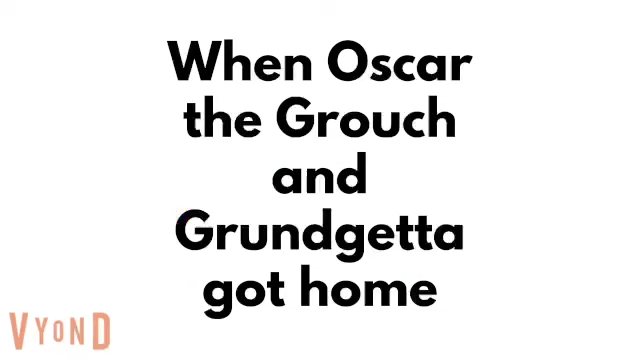 When Oscar
the Grouch
and
Grundgetta
got home
VYOND